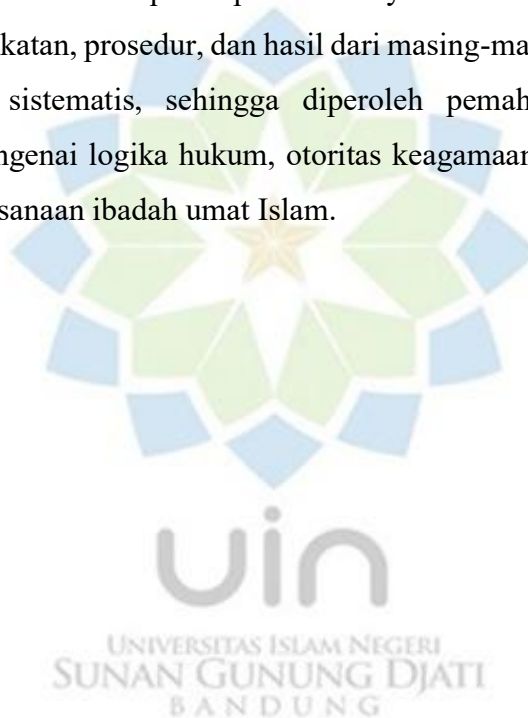 katan, prosedur, dan hasil dari masing-ma
sistematis, sehingga diperoleh pemah
ngenai logika hukum, otoritas keagamaan
sanaan ibadah umat Islam.
uin
UNIVERSITAS ISLAM NEGERI
SUNAN GUNUNG DJATI
BANDUNG